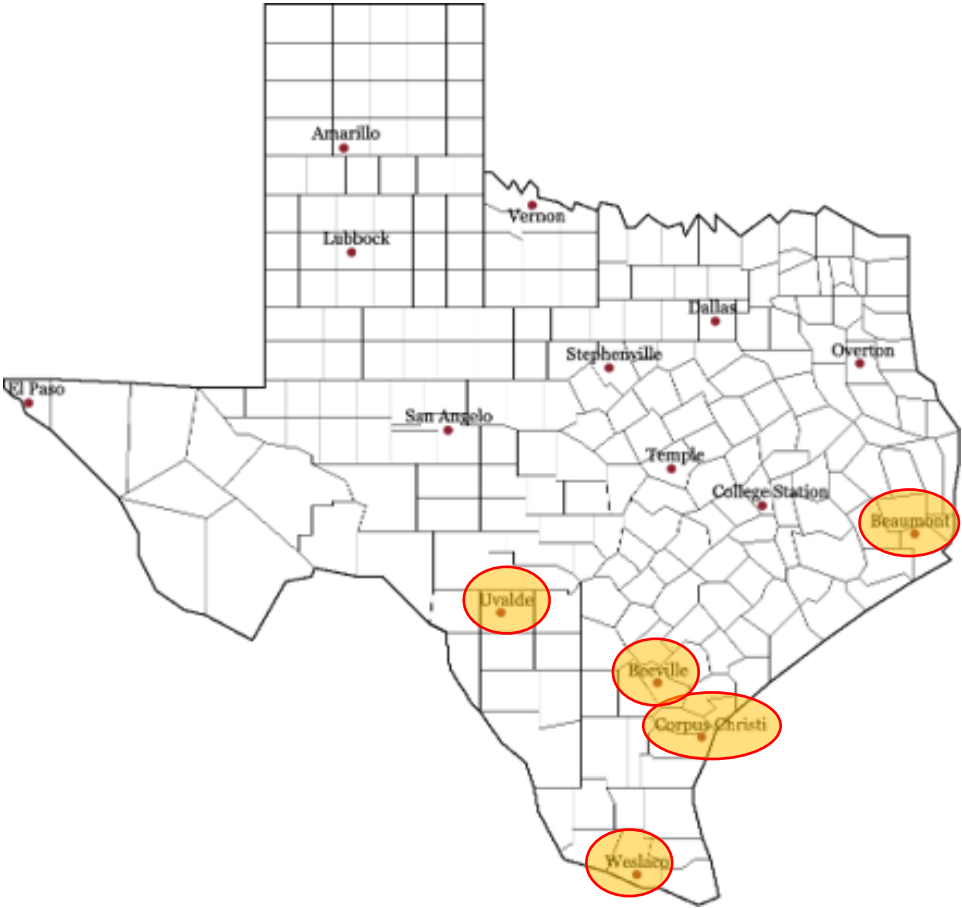 Amarillo
Vernon
Lubbock
Dallas
Overton
Stephenville
El Paso
San Angelo
Temple
College Station
Beaumont
Uvalde
Beeville
Corpus Christi
Weslaco